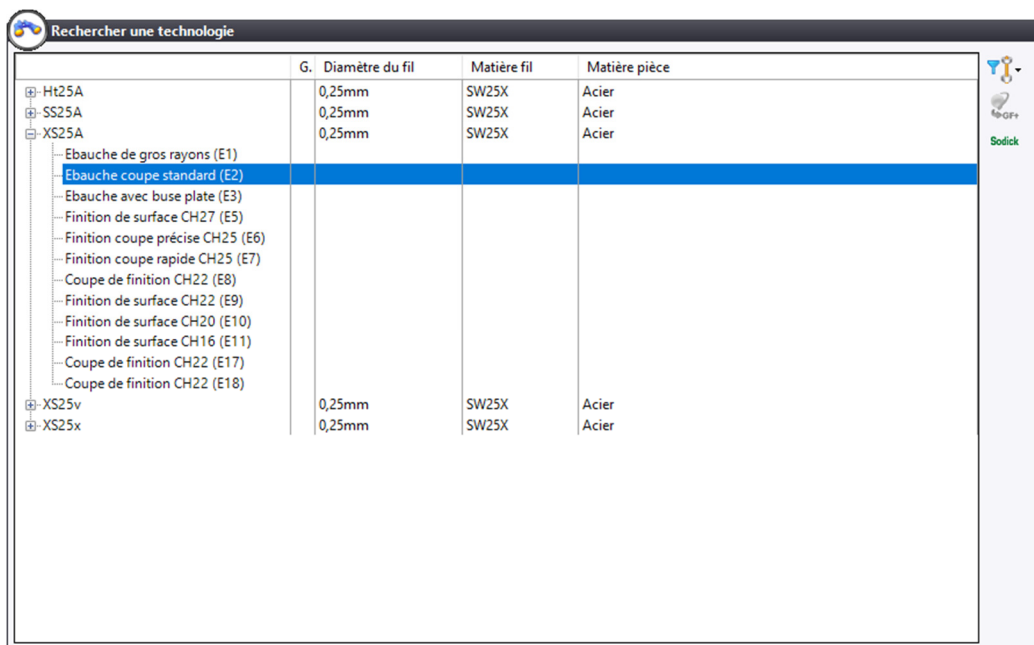 Rechercher une technologie
G. Diamètre du fil Matière fil Matière pièce
Ht25A 0,25mm SW25X Acier
SS25A 0,25mm SW25X Acier
XS25A 0,25mm SW25X Acier
Ebauche de gros rayons (E1)
Ebauche coupe standard (E2)
Ebauche avec buse plate (E3)
Finition de surface CH27 (E5)
Finition coupe précise CH25 (E6)
Finition coupe rapide CH25 (E7)
Coupe de finition CH22 (E8)
Finition de surface CH22 (E9)
Finition de surface CH20 (E10)
Finition de surface CH16 (E11)
Coupe de finition CH22 (E17)
Coupe de finition CH22 (E18)
XS25v 0,25mm SW25X Acier
XS25x 0,25mm SW25X Acier
GF+
Sodick